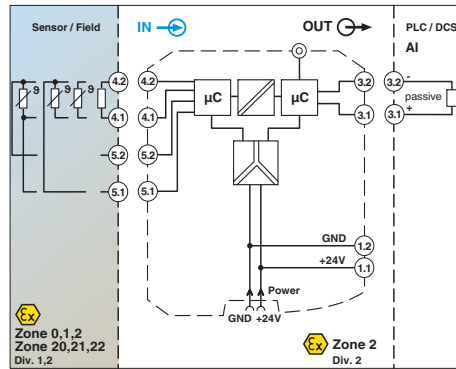 Sensor / Field
IN
OUT
PLC / DCS
AI
ϑ ϑ ϑ
4.2 4.2 µC µC 3.2 3.2 -
passive
4.1 4.1 3.1 3.1 +
5.2 5.2
5.1 5.1
GND 1.2
+24V 1.1
Power
GND +24V
Ex
Zone 0,1,2
Zone 20,21,22
Div. 1,2
Ex Zone 2
Div. 2